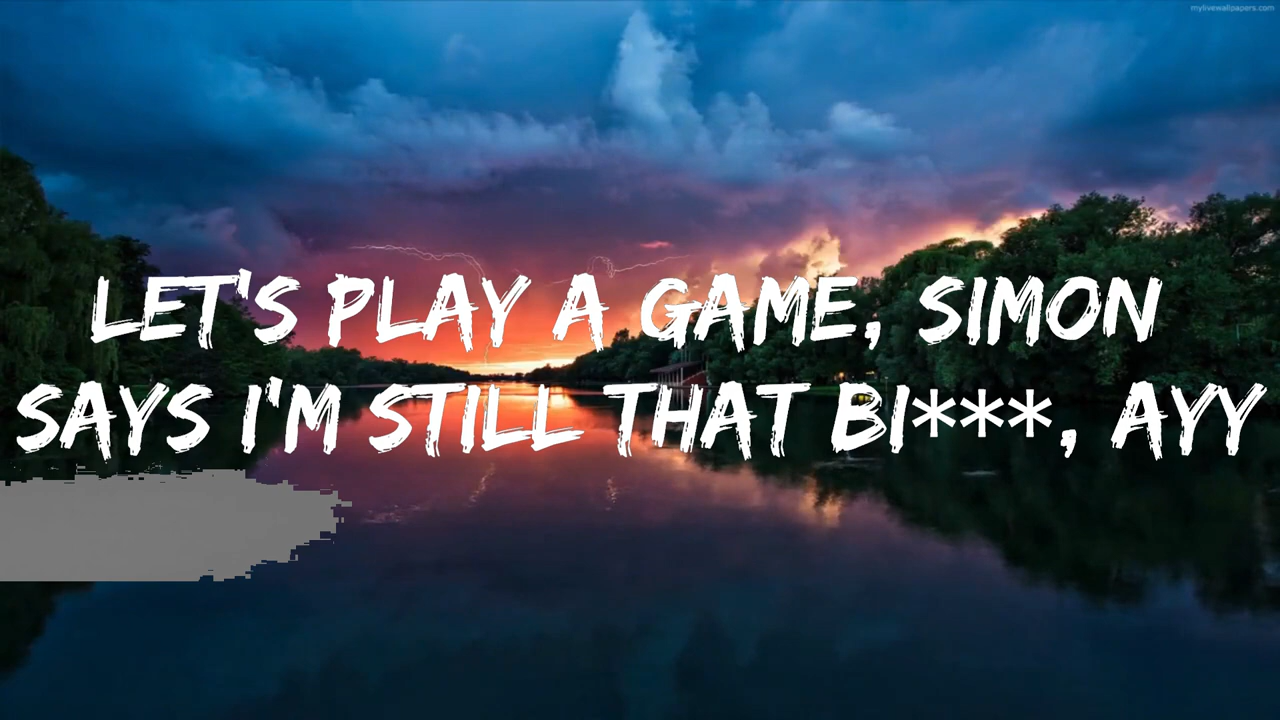 mylivewallpapers.com
LET'S PLAY A GAME, SIMON
SAYS I'M STILL THAT BI***, AYY